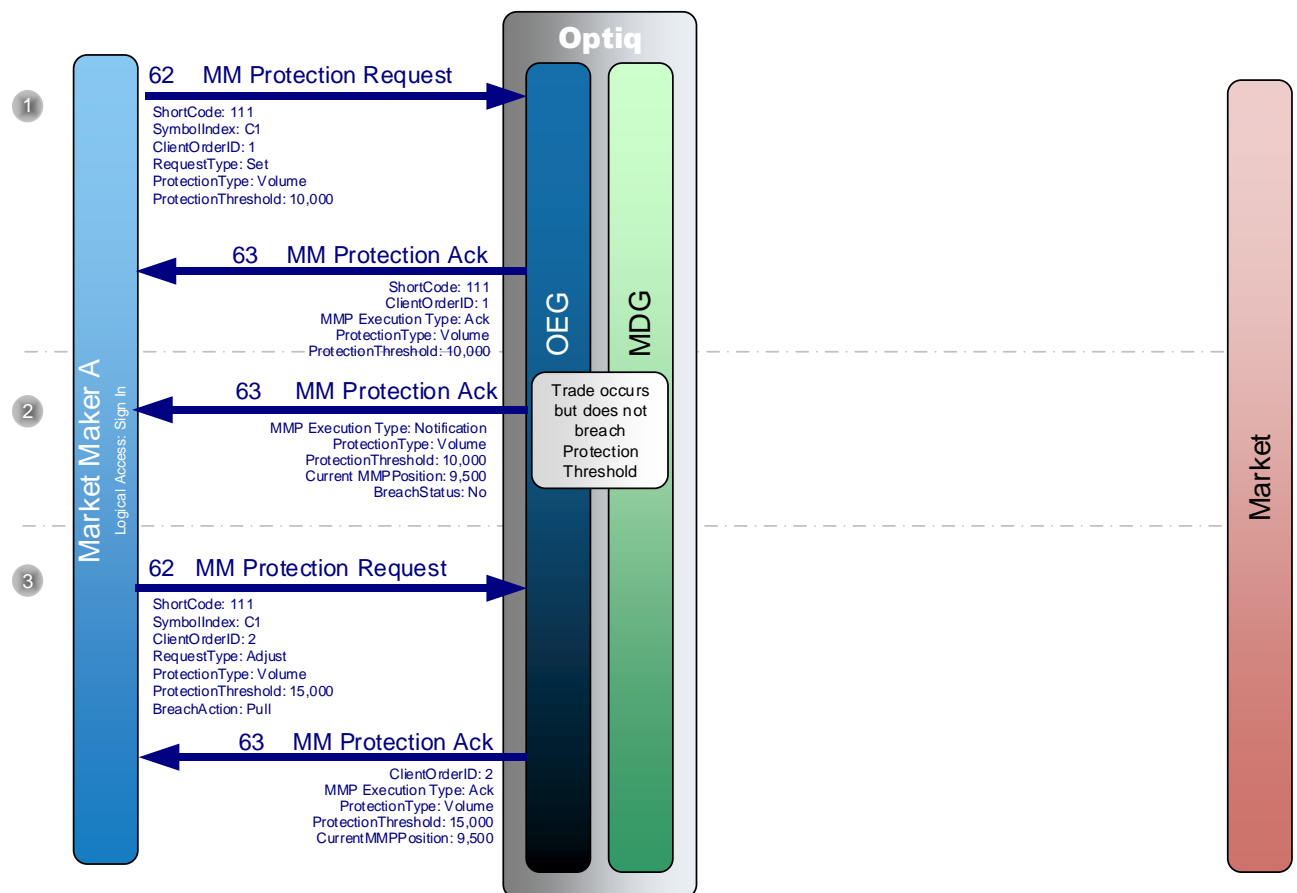 Optiq
1
62 MM Protection Request
ShortCode: 111
SymbolIndex: C1
ClientOrderID: 1
RequestType: Set
ProtectionType: Volume
ProtectionThreshold: 10,000
63 MM Protection Ack
ShortCode: 111
ClientOrderID: 1
MMP Execution Type: Ack
ProtectionType: Volume
ProtectionThreshold: 10,000
OEG
MDG
Market Maker A
Logical Access: Sign In
Market
2
63 MM Protection Ack
MMP Execution Type: Notification
ProtectionType: Volume
ProtectionThreshold: 10,000
Current MMPPosition: 9,500
BreachStatus: No
Trade occurs
but does not
breach
Protection
Threshold
3
62 MM Protection Request
ShortCode: 111
SymbolIndex: C1
ClientOrderID: 2
RequestType: Adjust
ProtectionType: Volume
ProtectionThreshold: 15,000
BreachAction: Pull
63 MM Protection Ack
ClientOrderID: 2
MMP Execution Type: Ack
ProtectionType: Volume
ProtectionThreshold: 15,000
CurrentMMPPosition: 9,500